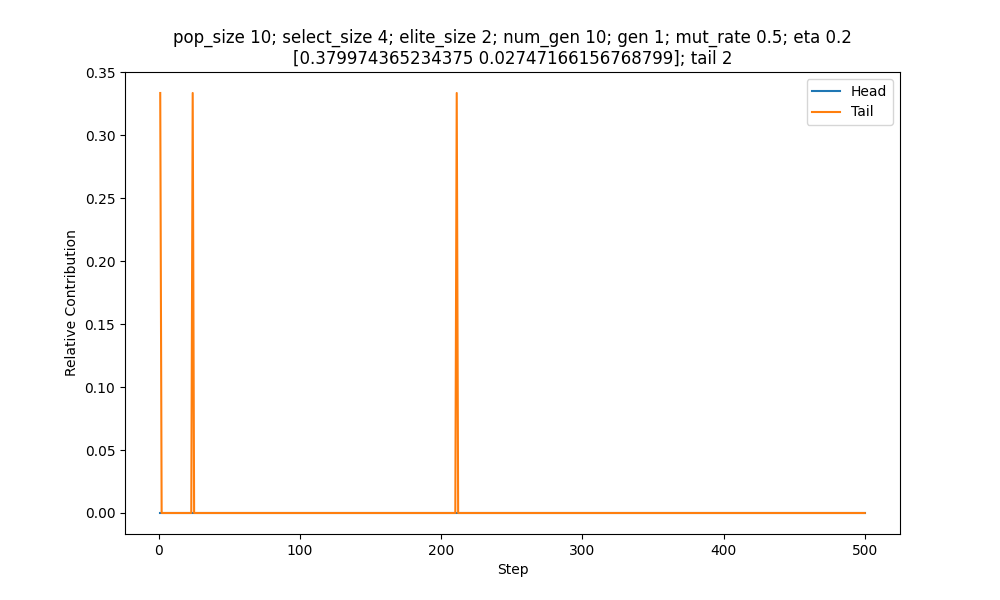 pop_size 10; select_size 4; elite_size 2; num_gen 10; gen 1; mut_rate 0.5; eta 0.2
[0.379974365234375 0.02747166156768799]; tail 2
Head
Tail
0.35
0.30
0.25
0.20
0.15
0.10
0.05
0.00
Relative Contribution
0
100
200
300
400
500
Step